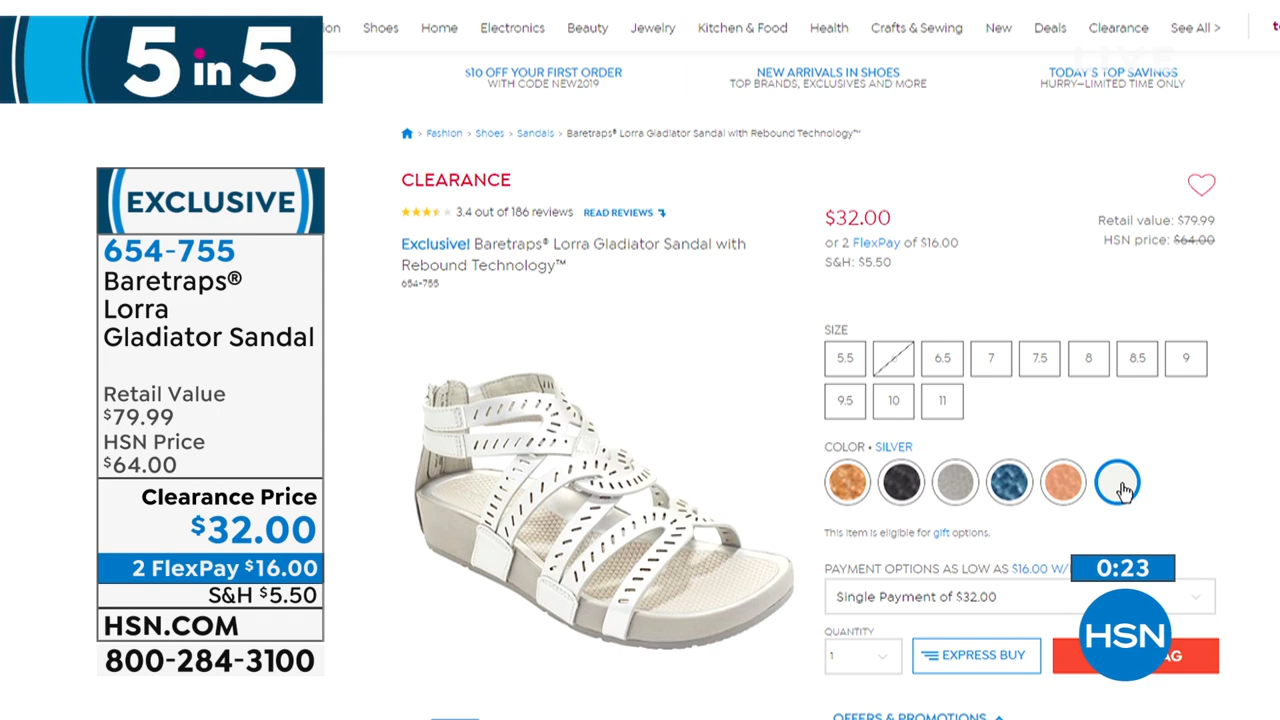 5 in 5
Shoes
Home
Electronics
Beauty
Jewelry
Kitchen & Food
Health
Crafts & Sewing
New
Deals
Clearance
See All >
LIVE
$10 OFF YOUR FIRST ORDER
WITH CODE NEW2019
NEW ARRIVALS IN SHOES
TOP BRANDS, EXCLUSIVES AND MORE
TODAY'S TOP SAVINGS
HURRY—LIMITED TIME ONLY
> Fashion > Shoes > Sandals > Baretraps® Lorra Gladiator Sandal with Rebound Technology™
EXCLUSIVE
654-755
Baretraps®
Lorra
Gladiator Sandal
Retail Value
$79.99
HSN Price
$64.00
Clearance Price
$32.00
2 FlexPay $16.00
S&H $5.50
HSN.COM
800-284-3100
CLEARANCE
3.4 out of 186 reviews READ REVIEWS
Exclusive! Baretraps® Lorra Gladiator Sandal with
Rebound Technology™
654-755
$32.00
or 2 FlexPay of $16.00
S&H: $5.50
Retail value: $79.99
HSN price: $64.00
SIZE
5.5 6 6.5 7 7.5 8 8.5 9
9.5 10 11
COLOR • SILVER
This item is eligible for gift options.
PAYMENT OPTIONS AS LOW AS $16.00 W/
0:23
Single Payment of $32.00
QUANTITY
1
EXPRESS BUY
HSN
AG
OFFERS & PROMOTIONS